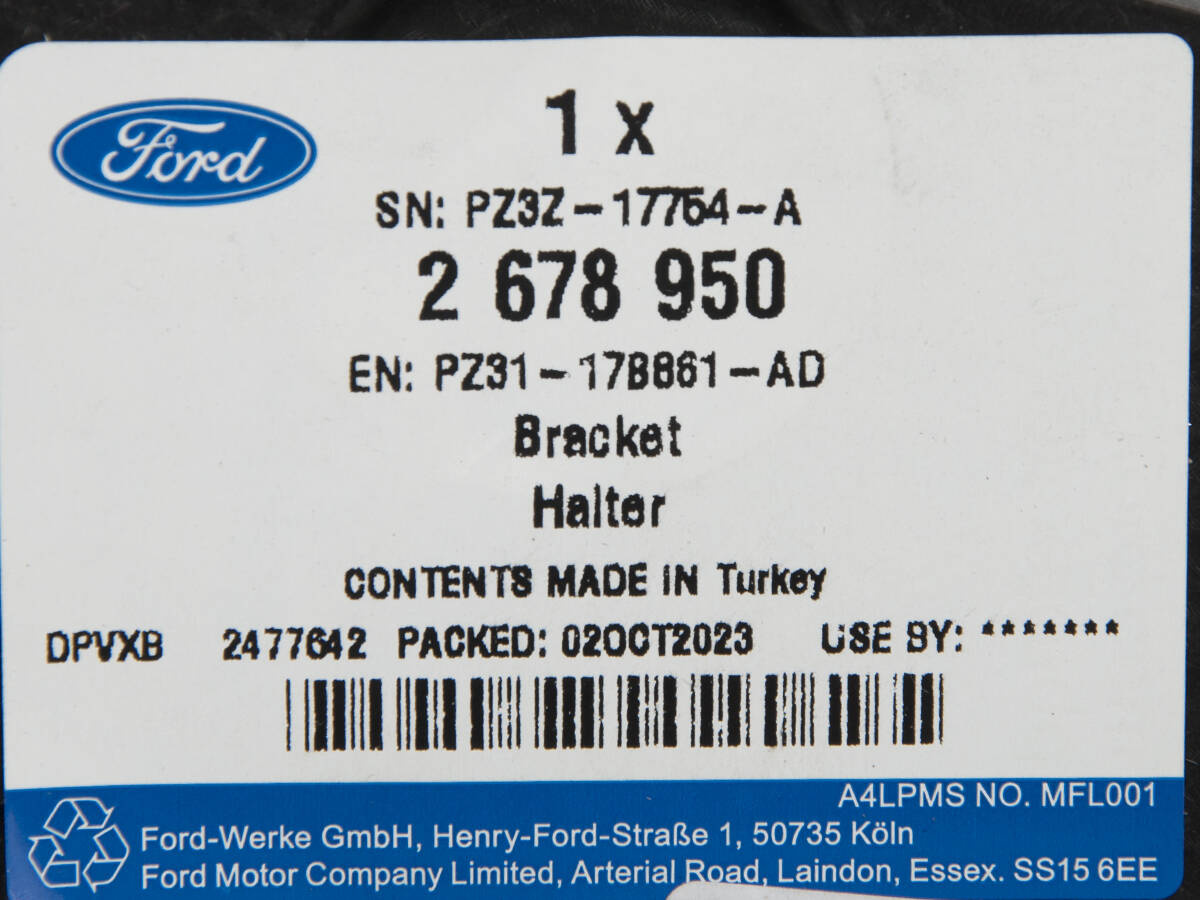 Ford
1 x
SN: PZ3Z-17754-A
2 678 950
EN: PZ31-17B861-AD
Bracket
Halter
CONTENTS MADE IN Turkey
DPVXB 2477642 PACKED: 02OCT2023 USE BY: *******
A4LPMS NO. MFL001
Ford-Werke GmbH, Henry-Ford-Straße 1, 50735 Köln
Ford Motor Company Limited, Arterial Road, Laindon, Essex. SS15 6EE